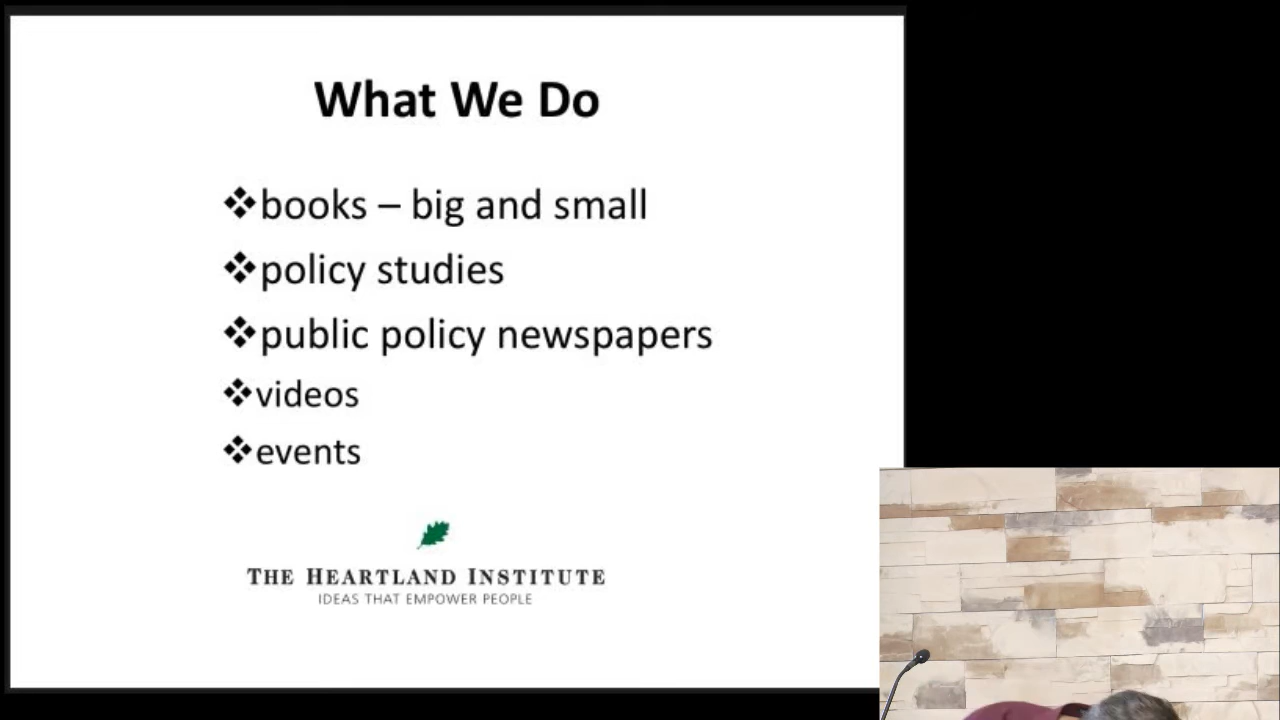 What We Do
❖books – big and small
❖policy studies
❖public policy newspapers
❖videos
❖events
THE HEARTLAND INSTITUTE
IDEAS THAT EMPOWER PEOPLE